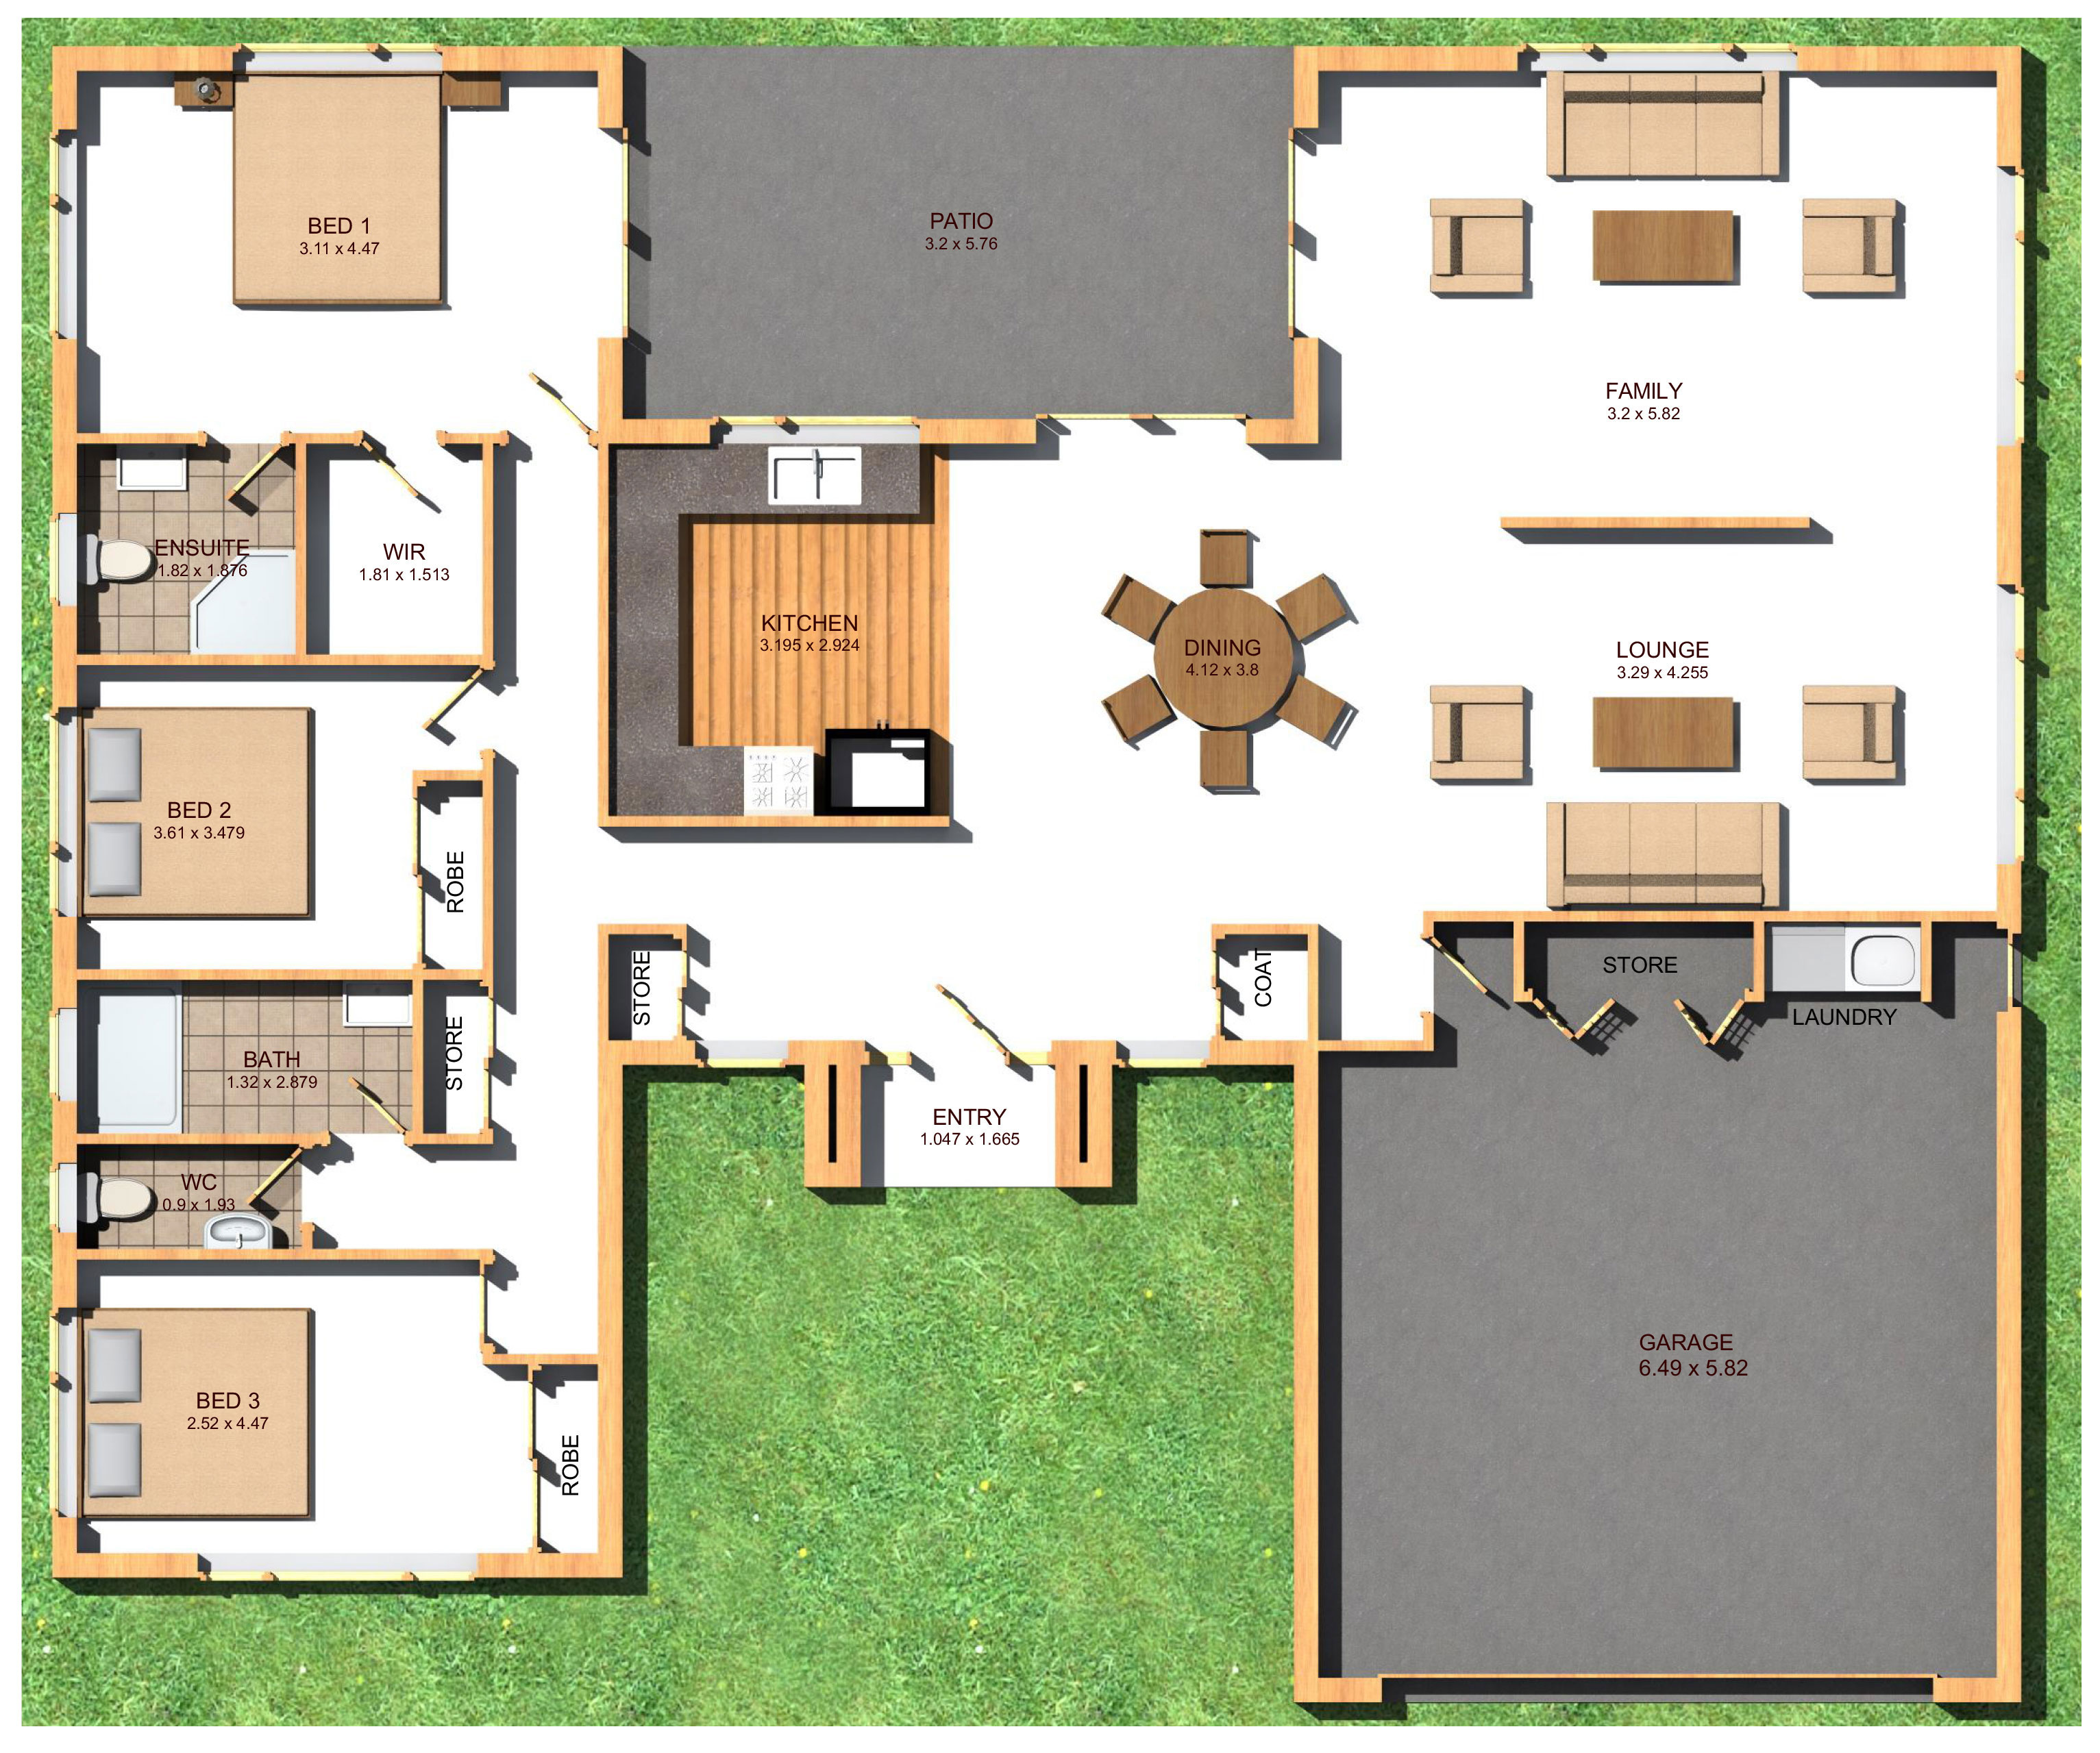 BED 1
3.11 x 4.47
PATIO
3.2 x 5.76
FAMILY
3.2 x 5.82
ENSUITE
1.82 x 1.876
WIR
1.81 x 1.513
KITCHEN
3.195 x 2.924
DINING
4.12 x 3.8
LOUNGE
3.29 x 4.255
BED 2
3.61 x 3.479
ROBE
STORE
COAT
STORE
LAUNDRY
BATH
1.32 x 2.879
STORE
ENTRY
1.047 x 1.665
WC
0.9 x 1.93
GARAGE
6.49 x 5.82
BED 3
2.52 x 4.47
ROBE